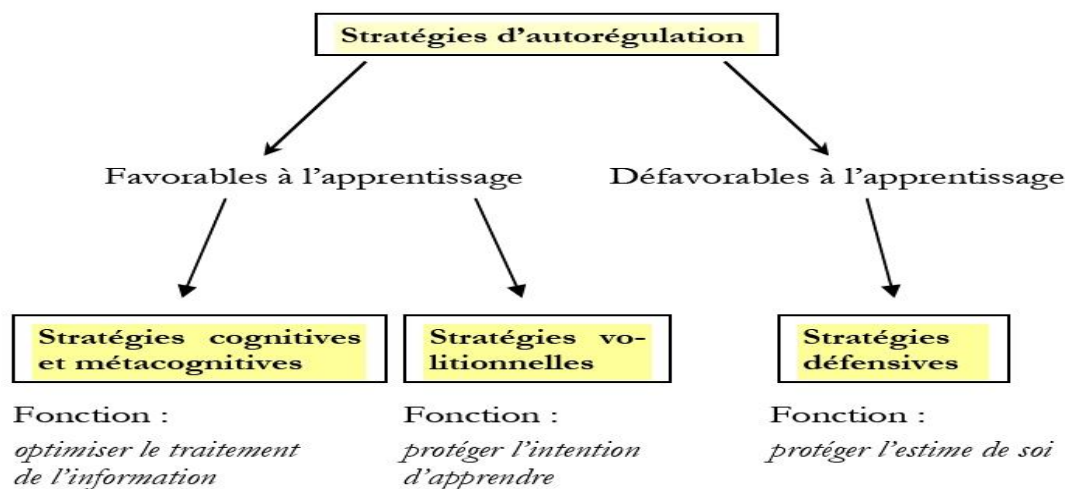 Stratégies d'autorégulation
Favorables à l'apprentissage
Défavorables à l'apprentissage
Stratégies cognitives
et métacognitives
Fonction :
optimiser le traitement
de l'information
Stratégies vo-
litionnelles
Fonction :
protéger l'intention
d'apprendre
Stratégies
défensives
Fonction :
protéger l'estime de soi